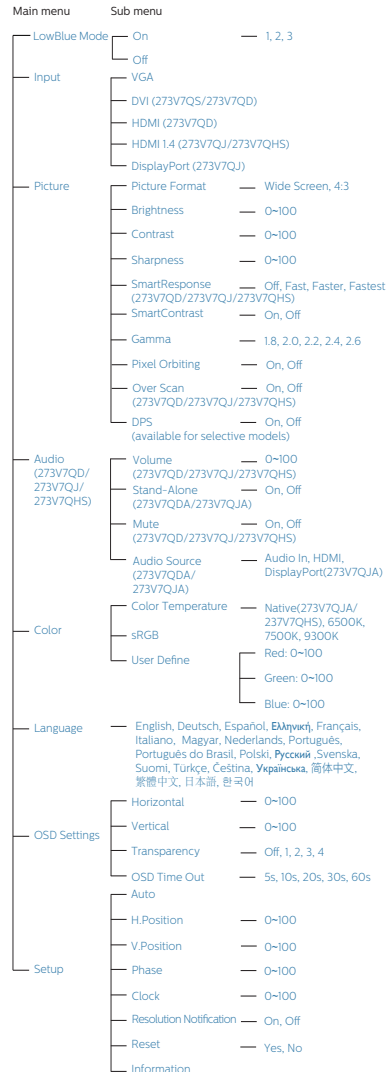 Main menu Sub menu
LowBlue Mode On 1, 2, 3
Off
Input VGA
DVI (273V7QS/273V7QD)
HDMI (273V7QD)
HDMI 1.4 (273V7QJ/273V7QHS)
DisplayPort (273V7QJ)
Picture Picture Format Wide Screen, 4:3
Brightness 0~100
Contrast 0~100
Sharpness 0~100
SmartResponse Off, Fast, Faster, Fastest
(273V7QD/273V7QJ/273V7QHS)
SmartContrast On, Off
Gamma 1.8, 2.0, 2.2, 2.4, 2.6
Pixel Orbiting On, Off
Over Scan On, Off
(273V7QD/273V7QJ/273V7QHS)
DPS On, Off
(available for selective models)
Audio Volume 0~100
(273V7QD/ (273V7QD/273V7QJ/273V7QHS)
273V7QJ/ Stand-Alone On, Off
273V7QHS) (273V7QDA/273V7QJA)
Mute On, Off
(273V7QD/273V7QJ/273V7QHS)
Audio Source Audio In, HDMI,
(273V7QDA/ DisplayPort(273V7QJA)
273V7QJA)
Color Color Temperature Native(273V7QJA/
237V7QHS), 6500K,
sRGB 7500K, 9300K
User Define Red: 0~100
Green: 0~100
Blue: 0~100
Language English, Deutsch, Español, Ελληνική, Français,
Italiano, Magyar, Nederlands, Português,
Português do Brasil, Polski, Русский ,Svenska,
Suomi, Türkçe, Čeština, Українська, 简体中文,
繁體中文, 日本語, 한국어
OSD Settings Horizontal 0~100
Vertical 0~100
Transparency Off, 1, 2, 3, 4
OSD Time Out 5s, 10s, 20s, 30s, 60s
Setup Auto
H.Position 0~100
V.Position 0~100
Phase 0~100
Clock 0~100
Resolution Notification On, Off
Reset Yes, No
Information